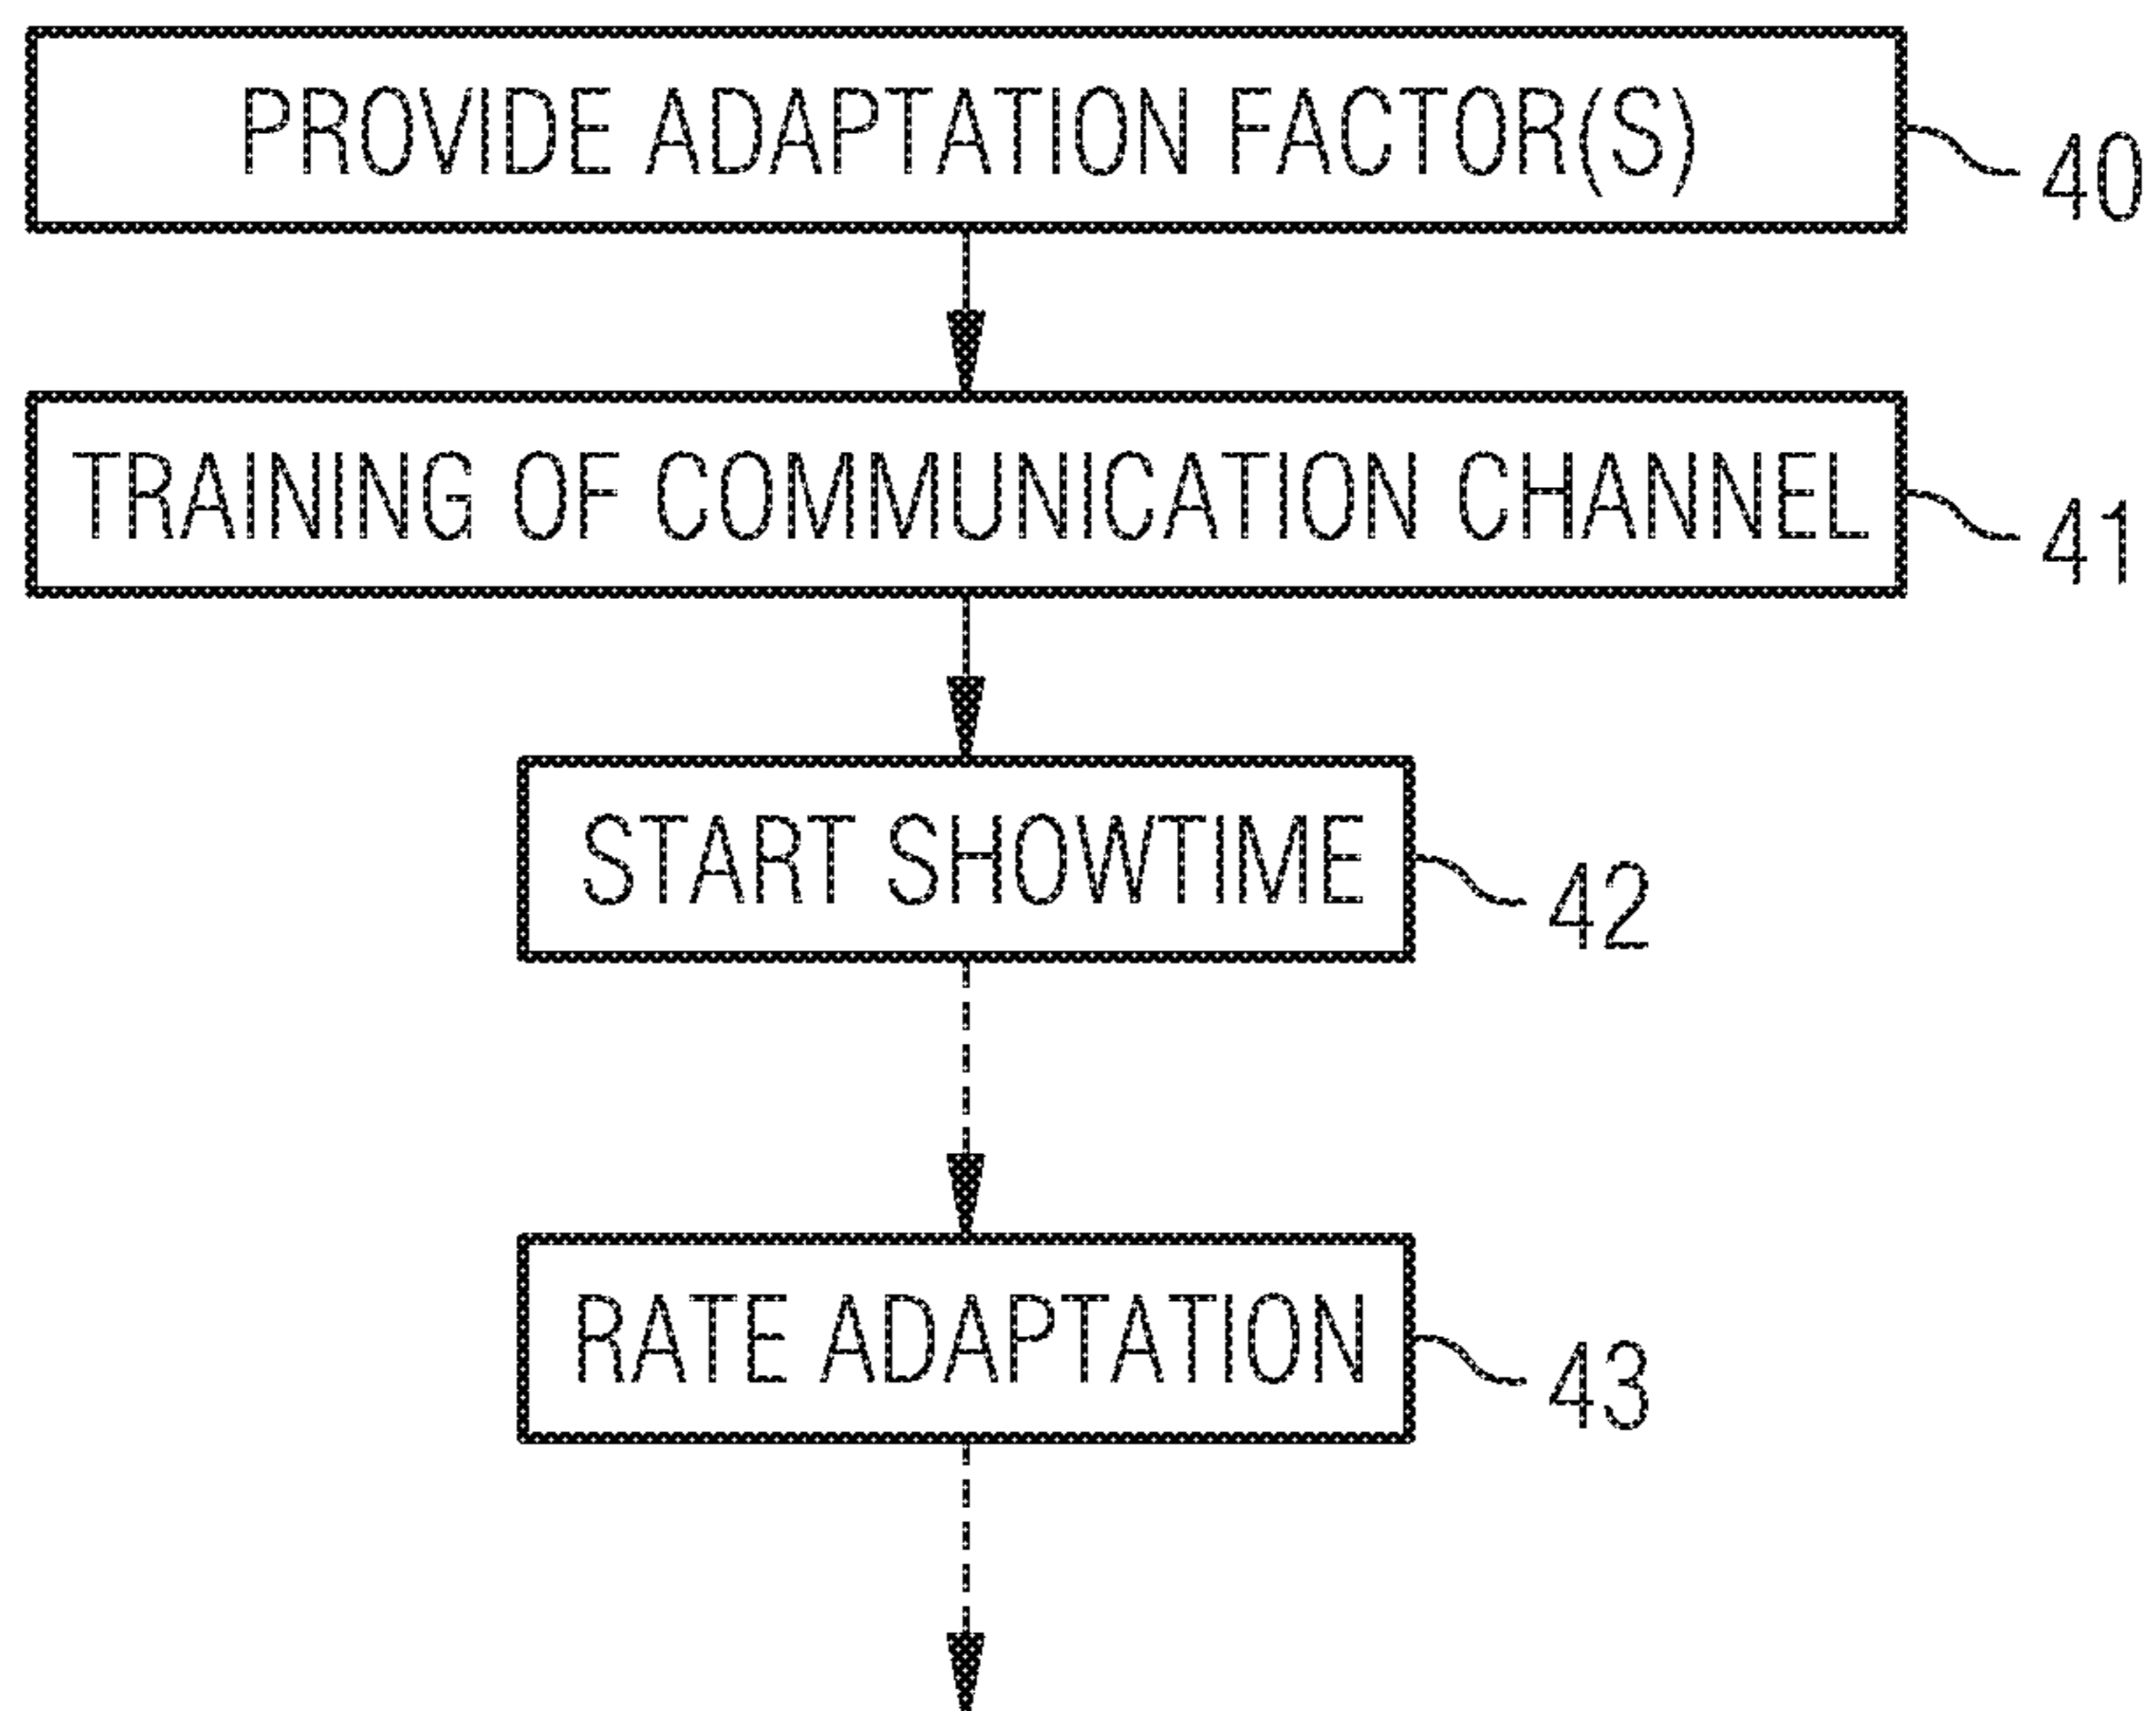 PROVIDE ADAPTATION FACTOR(S)
40
TRAINING OF COMMUNICATION CHANNEL
41
START SHOWTIME
42
RATE ADAPTATION
43